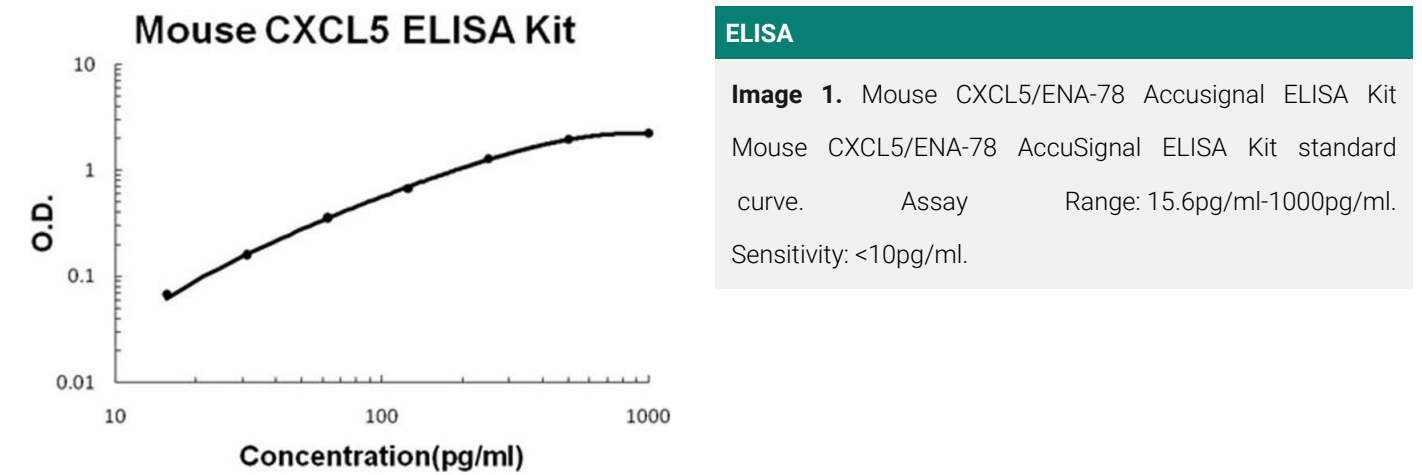 Mouse CXCL5 ELISA Kit
10
1
0.1
0.01
O.D.
10
100
1000
Concentration(pg/ml)
ELISA
Image 1. Mouse CXCL5/ENA-78 Accusignal ELISA Kit
Mouse CXCL5/ENA-78 AccuSignal ELISA Kit standard
curve. Assay Range: 15.6pg/ml-1000pg/ml.
Sensitivity: <10pg/ml.